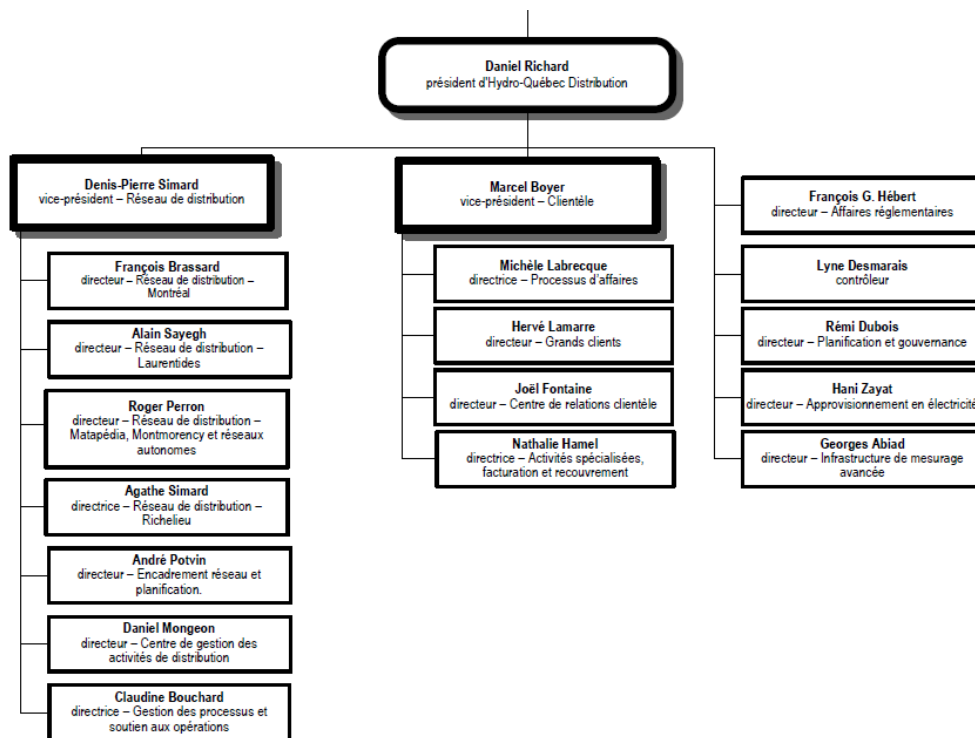 Daniel Richard
président d'Hydro-Québec Distribution
Denis-Pierre Simard
vice-président – Réseau de distribution
François Brassard
directeur – Réseau de distribution –
Montréal
Alain Sayegh
directeur – Réseau de distribution –
Laurentides
Roger Perron
directeur – Réseau de distribution –
Matapédia, Montmorency et réseaux
autonomes
Agathe Simard
directrice – Réseau de distribution –
Richelieu
André Potvin
directeur – Encadrement réseau et
planification.
Daniel Mongeon
directeur – Centre de gestion des
activités de distribution
Claudine Bouchard
directrice – Gestion des processus et
soutien aux opérations
Marcel Boyer
vice-président – Clientèle
Michèle Labrecque
directrice – Processus d'affaires
Hervé Lamarre
directeur – Grands clients
Joël Fontaine
directeur – Centre de relations clientèle
Nathalie Hamel
directrice – Activités spécialisées,
facturation et recouvrement
François G. Hébert
directeur – Affaires réglementaires
Lyne Desmarais
contrôleur
Rémi Dubois
directeur – Planification et gouvernance
Hani Zayat
directeur – Approvisionnement en électricité
Georges Abiad
directeur – Infrastructure de mesurage
avancée